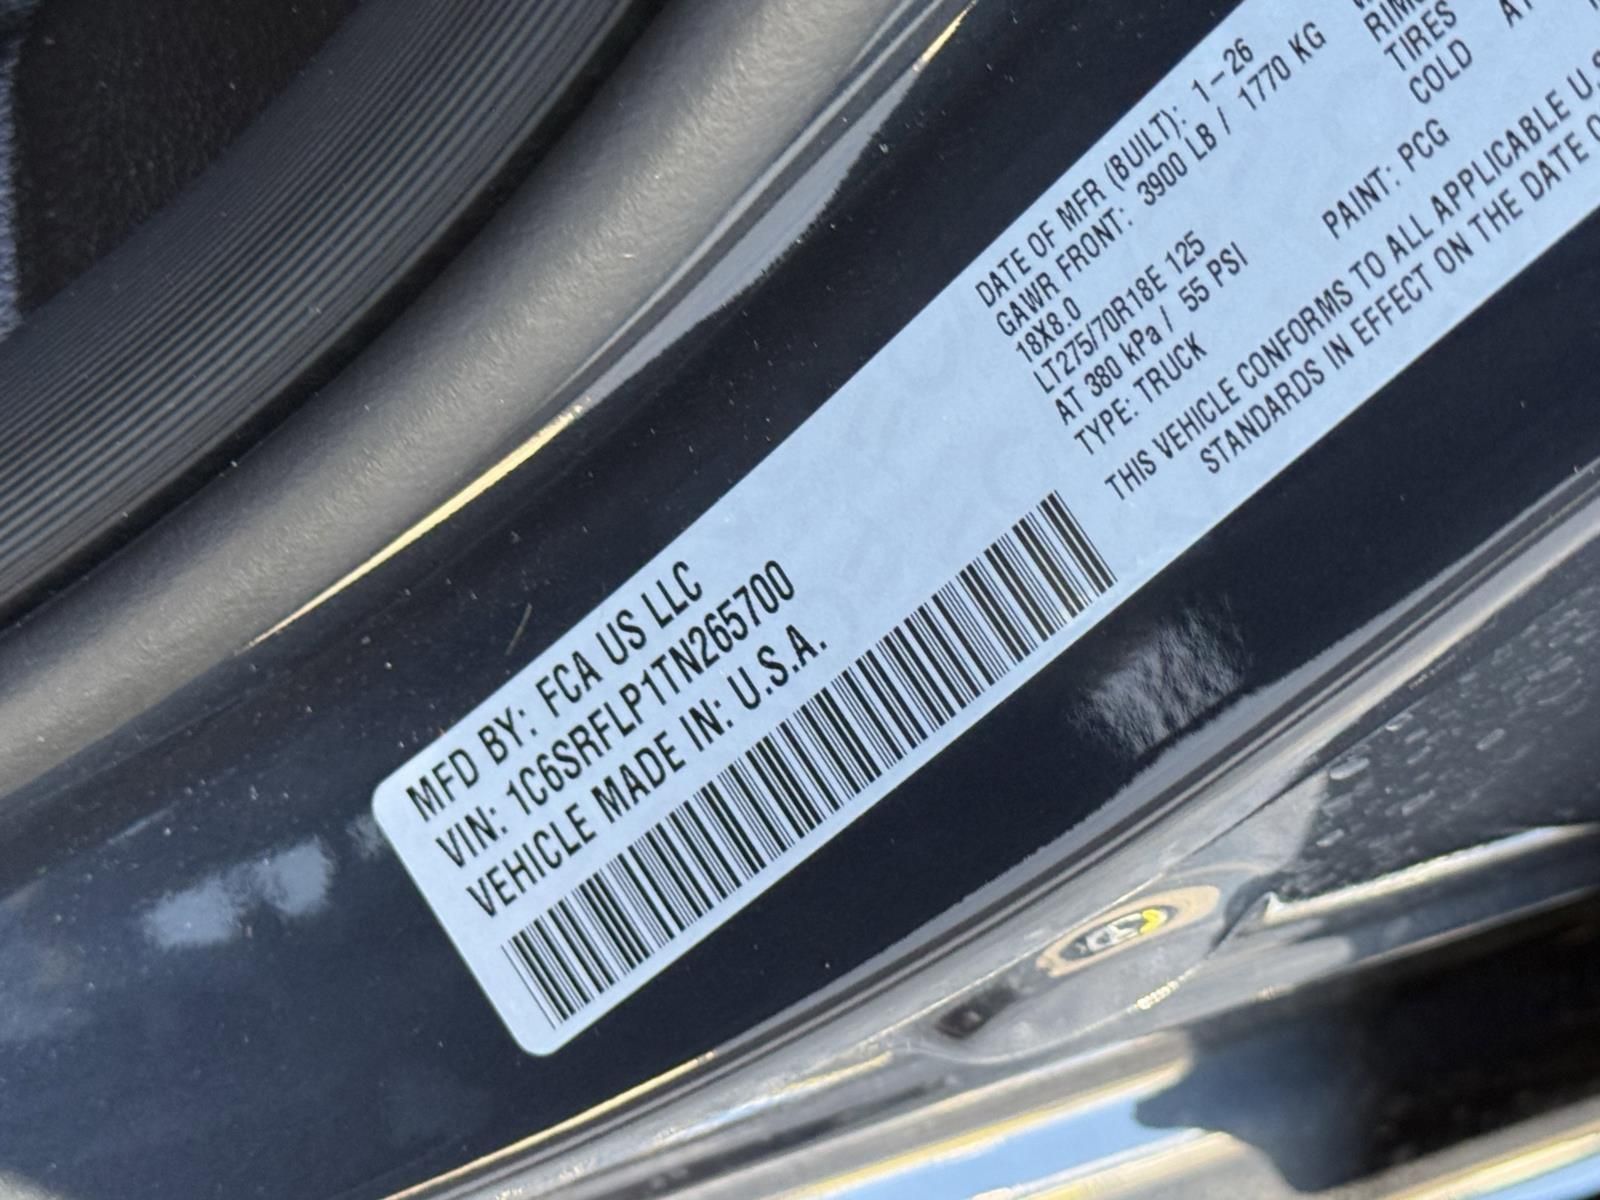 MFD BY: FCA US LLC
VIN: 1C6SRFLP1TN265700
VEHICLE MADE IN: U.S.A.
DATE OF MFR (BUILT): 1-26
GAWR FRONT: 3900 LB / 1770 KG
18X8.0
LT275/70R18E 125
AT 380 kPa / 55 PSI
TYPE: TRUCK
PAINT: PCG
TIRES
COLD
THIS VEHICLE CONFORMS TO ALL APPLICABLE
STANDARDS IN EFFECT ON THE DATE